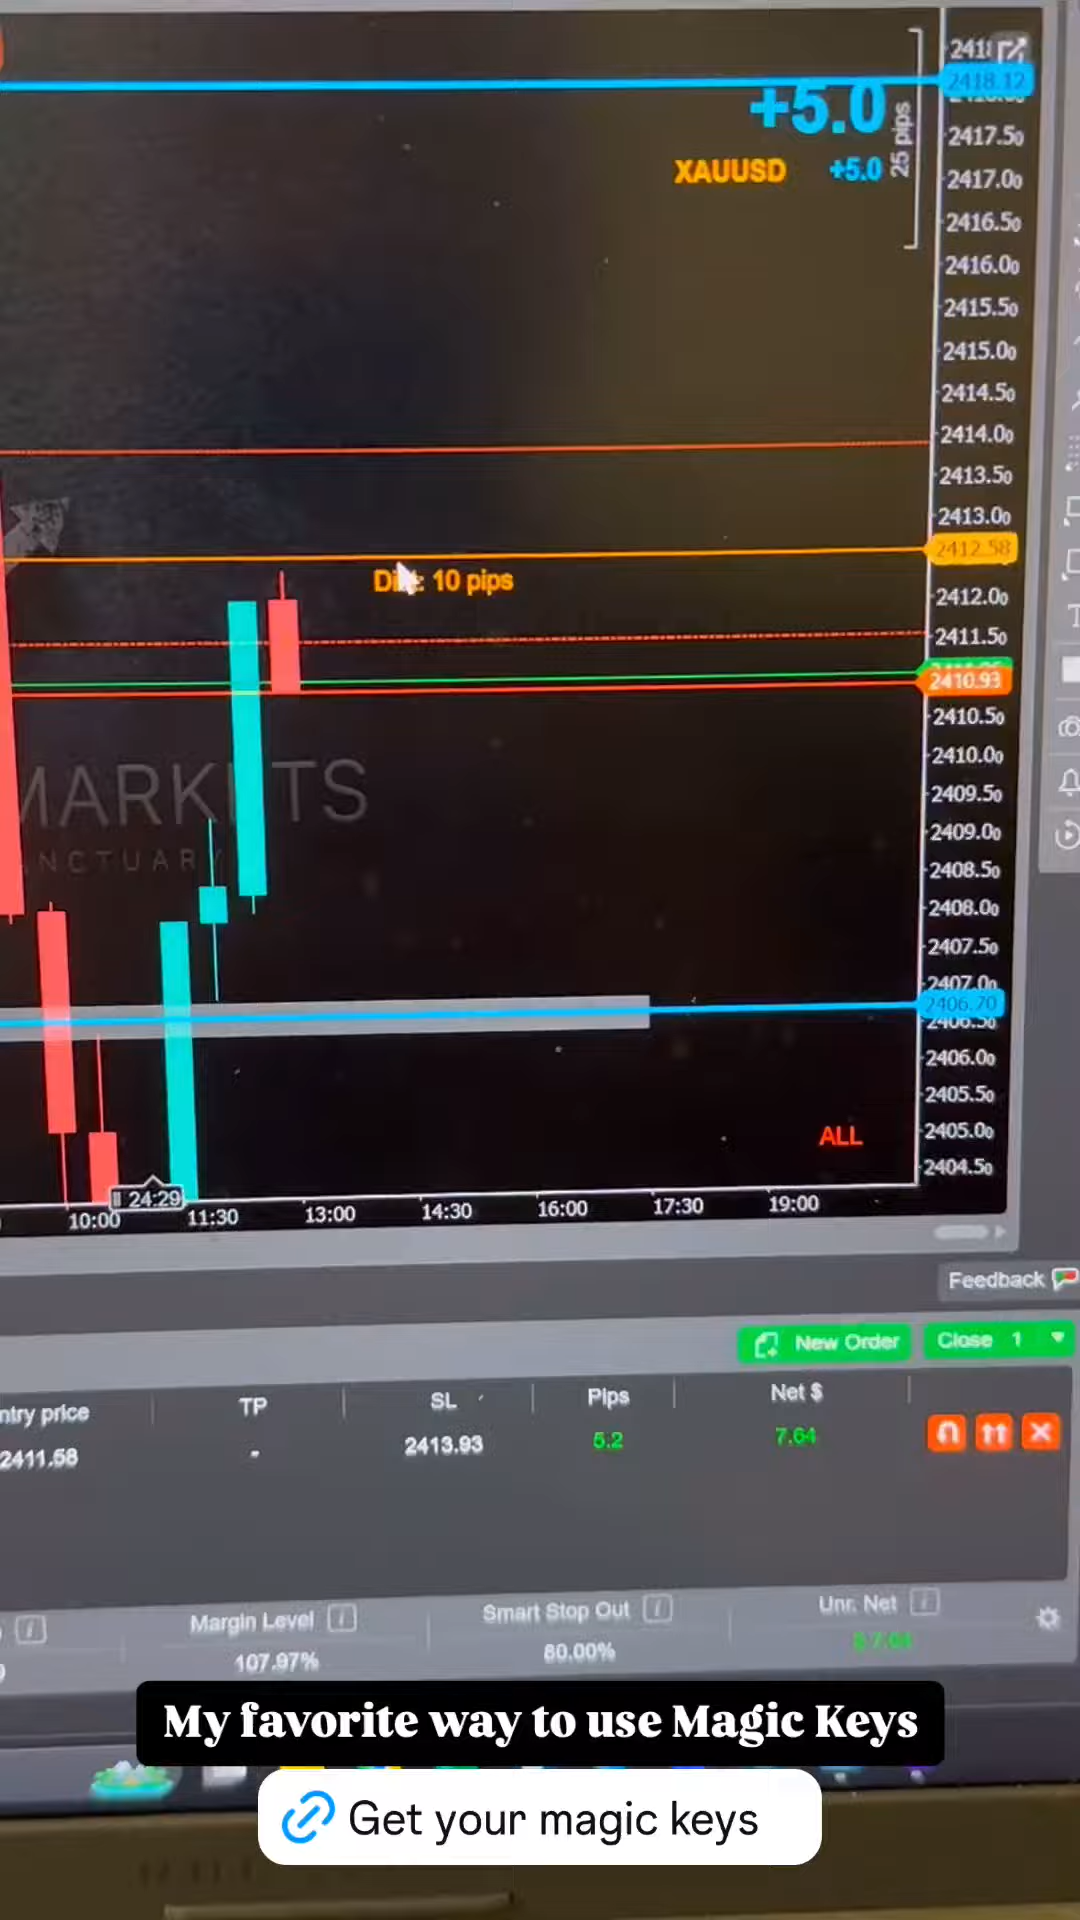 2418.12
+5.0
25 pips
2417.50
XAUUSD +5.0
2417.00
2416.50
2416.00
2415.50
2415.00
2414.50
2414.00
2413.50
2413.00
2412.58
Diff: 10 pips
2412.00
2411.50
2410.93
2410.50
2410.00
MARKETS
2409.50
2409.00
NCTUARY
2408.50
2408.00
2407.50
2407.00
2406.70
2406.50
2406.00
2405.50
ALL
2405.00
2404.50
24:29
10:00 11:30 13:00 14:30 16:00 17:30 19:00
Feedback
New Order Close 1
ntry price TP SL Pips Net $
2411.58 - 2413.93 5.2 7.64
Margin Level Smart Stop Out Unr. Net
107.97% 80.00%
My favorite way to use Magic Keys
Get your magic keys